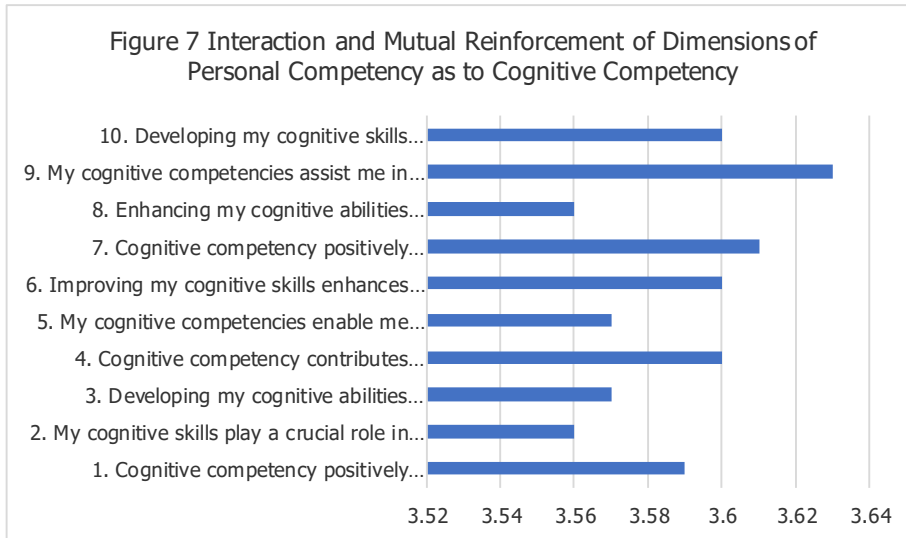 Figure 7 Interaction and Mutual Reinforcement of Dimensions of
Personal Competency as to Cognitive Competency
10. Developing my cognitive skills…
9. My cognitive competencies assist me in…
8. Enhancing my cognitive abilities…
7. Cognitive competency positively…
6. Improving my cognitive skills enhances…
5. My cognitive competencies enable me…
4. Cognitive competency contributes…
3. Developing my cognitive abilities…
2. My cognitive skills play a crucial role in…
1. Cognitive competency positively…
3.52 3.54 3.56 3.58 3.6 3.62 3.64